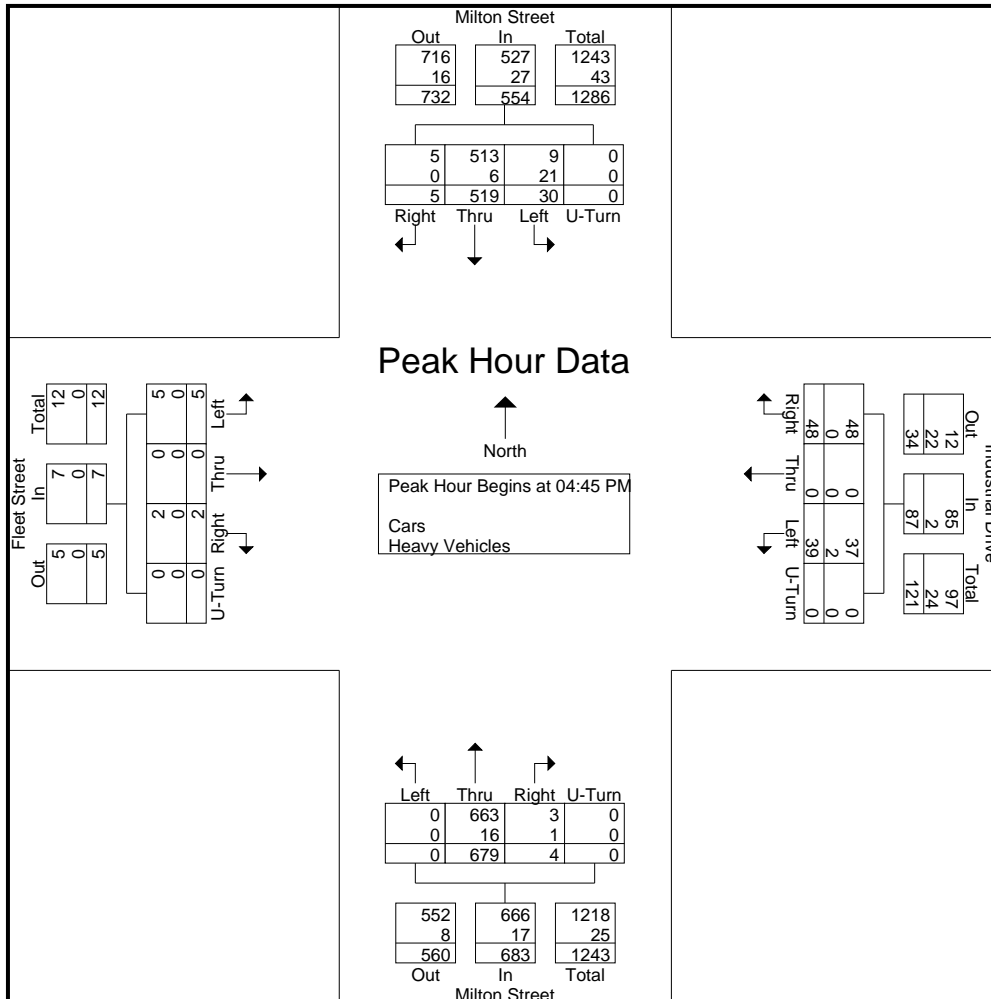 Milton Street
Out In Total
716 527 1243
16 27 43
732 554 1286
5 513 9 0
0 6 21 0
5 519 30 0
Right Thru Left U-Turn
Peak Hour Data
North
Peak Hour Begins at 04:45 PM
Cars
Heavy Vehicles
Fleet Street
Out In Total
5 7 12
0 0 0
5 7 12
U-Turn Right Thru Left
0 2 0 5
0 0 0 0
0 2 0 5
Industrial Drive
Out In Total
12 85 97
22 2 24
34 87 121
48 0 37 0
0 0 2 0
48 0 39 0
Right Thru Left U-Turn
Left Thru Right U-Turn
0 663 3 0
0 16 1 0
0 679 4 0
552 666 1218
8 17 25
560 683 1243
Out In Total
Milton Street